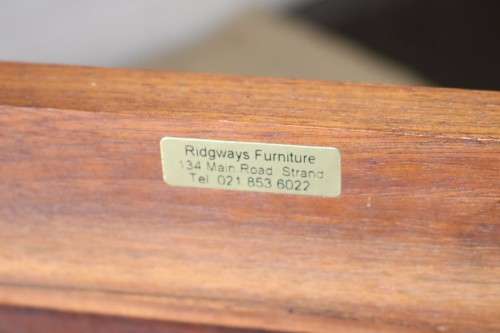 Ridgways Furniture
134 Main Road Strand
Tel 021 853 6022